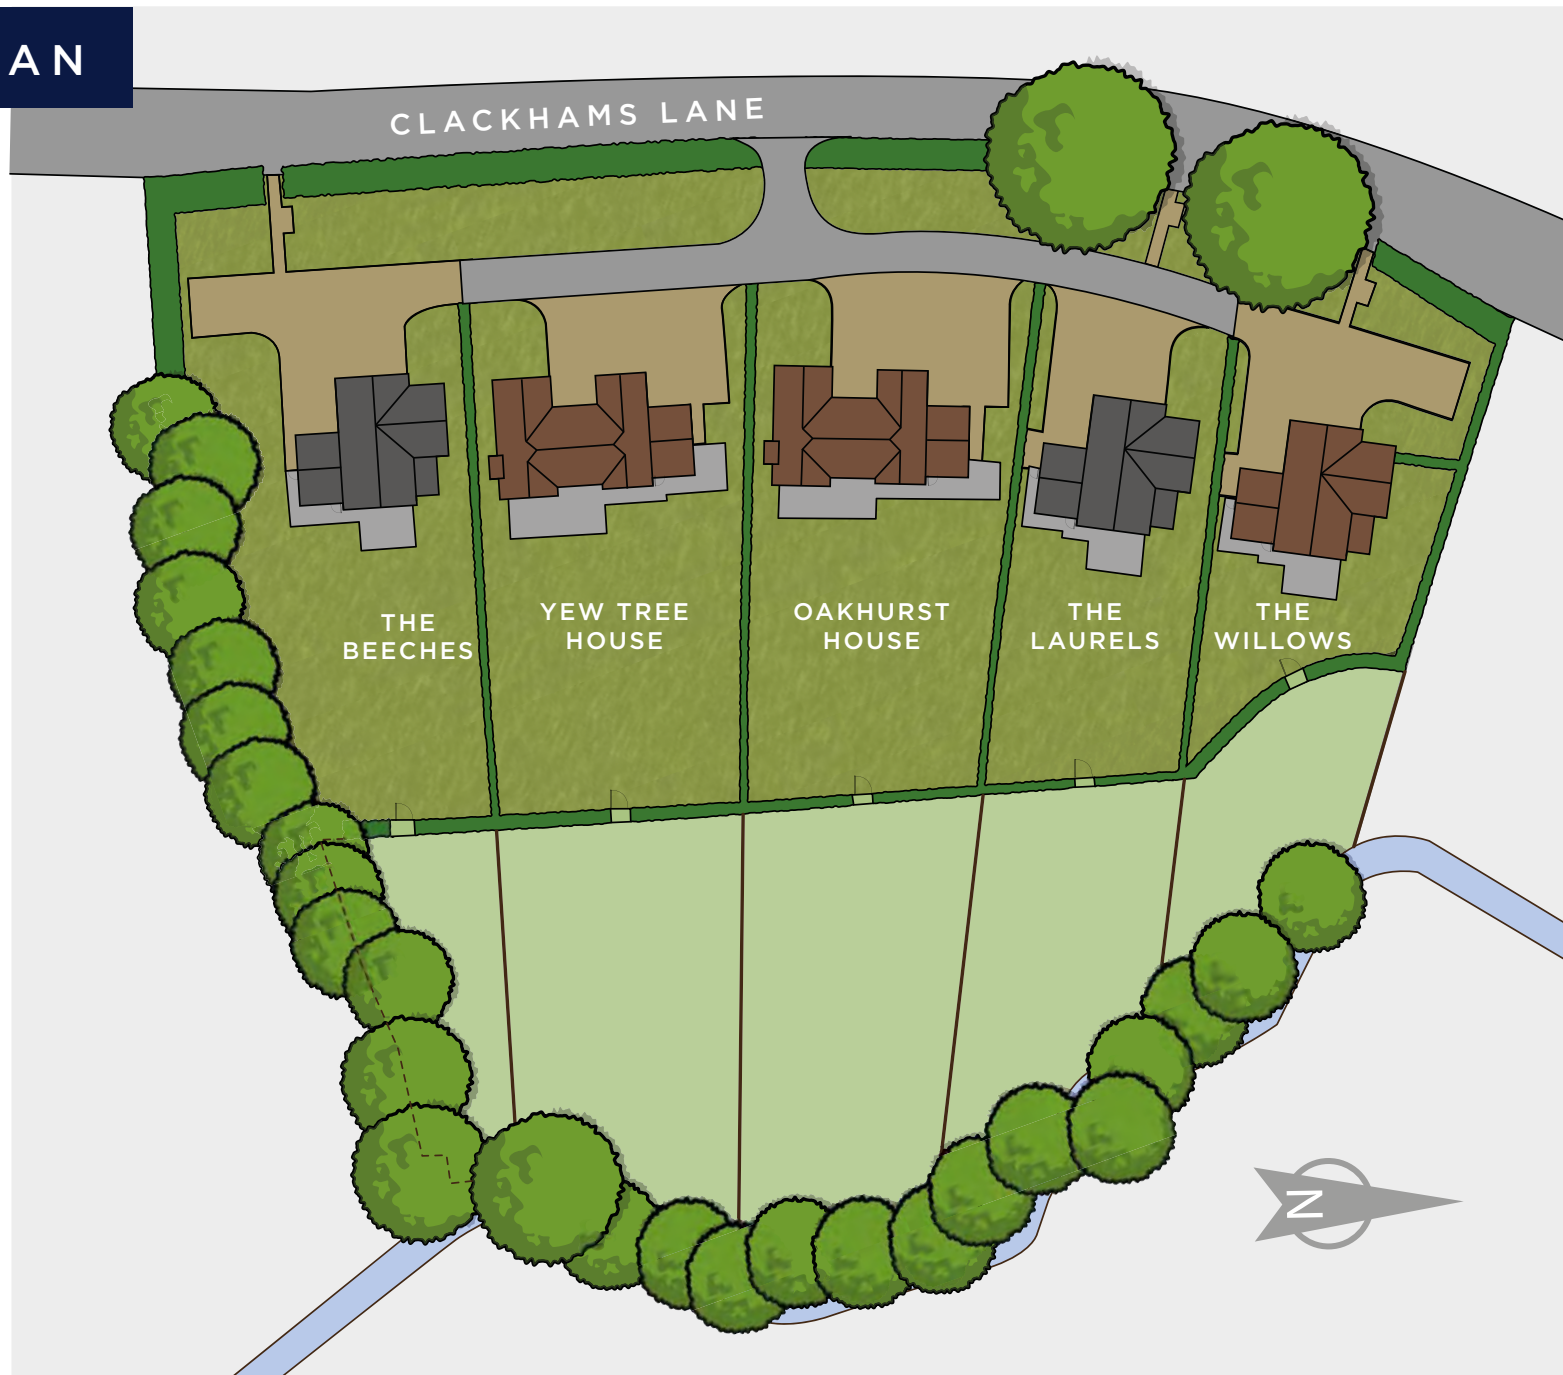 AN
CLACKHAMS LANE
THE
BEECHES
YEW TREE
HOUSE
OAKHURST
HOUSE
THE
LAURELS
THE
WILLOWS
N